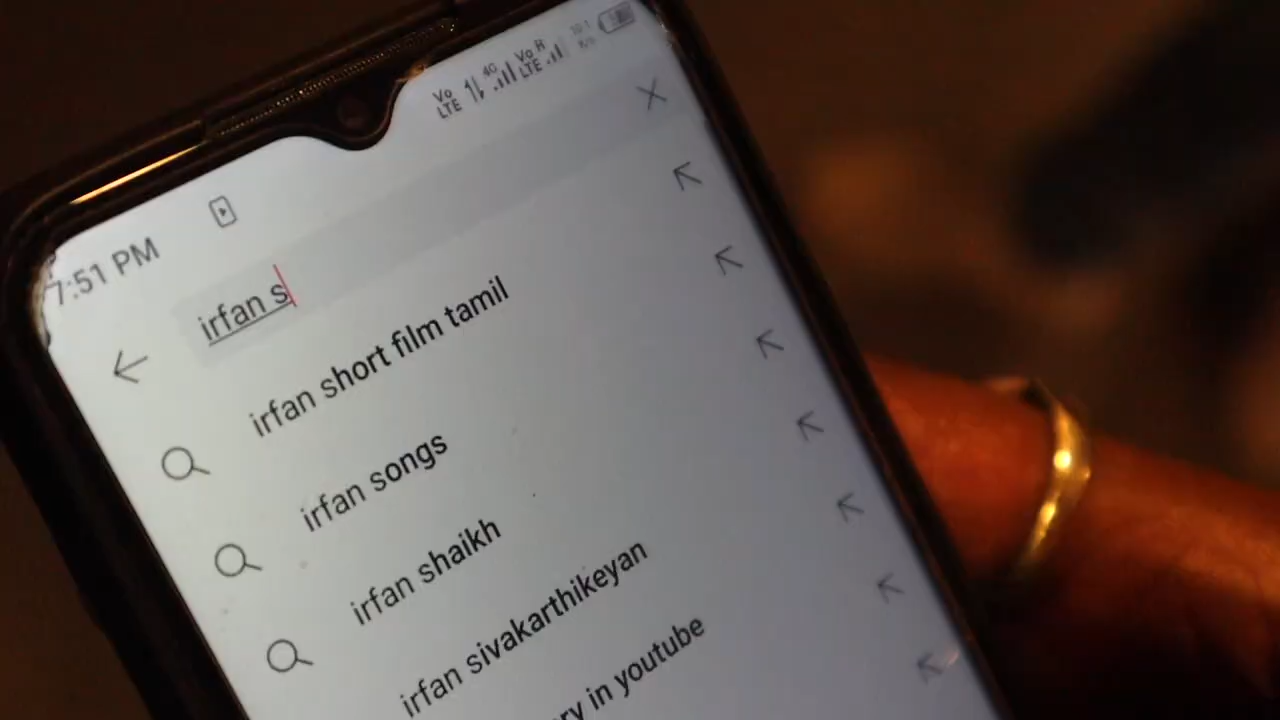 7:51 PM
Vo LTE 4G Vo R LTE
irfan s
irfan short film tamil
irfan songs
irfan shaikh
irfan sivakarthikeyan
in youtube